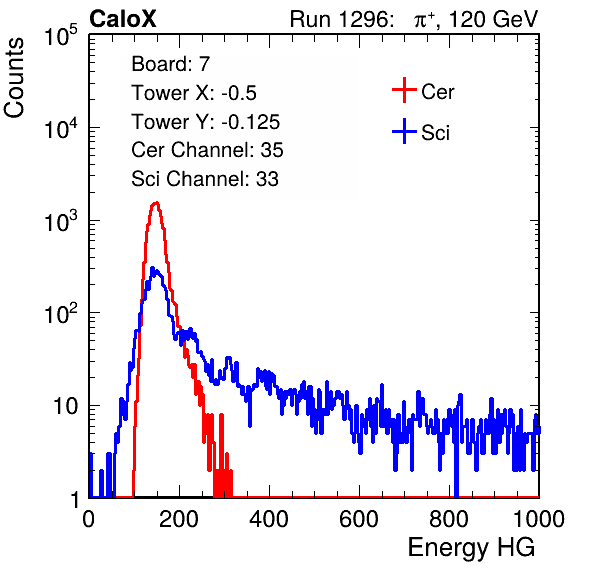 CaloX Run 1296: π⁺, 120 GeV
Counts
10⁵
10⁴
10³
10²
10
1
Board: 7
Tower X: -0.5
Tower Y: -0.125
Cer Channel: 35
Sci Channel: 33
Cer
Sci
0 200 400 600 800 1000
Energy HG